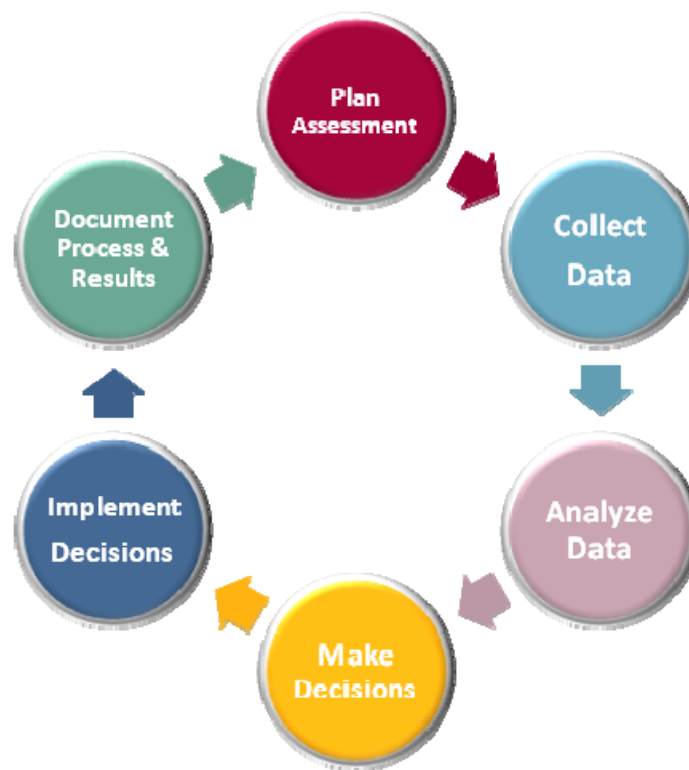 Plan
Assessment
Collect
Data
Analyze
Data
Make
Decisions
Implement
Decisions
Document
Process &
Results